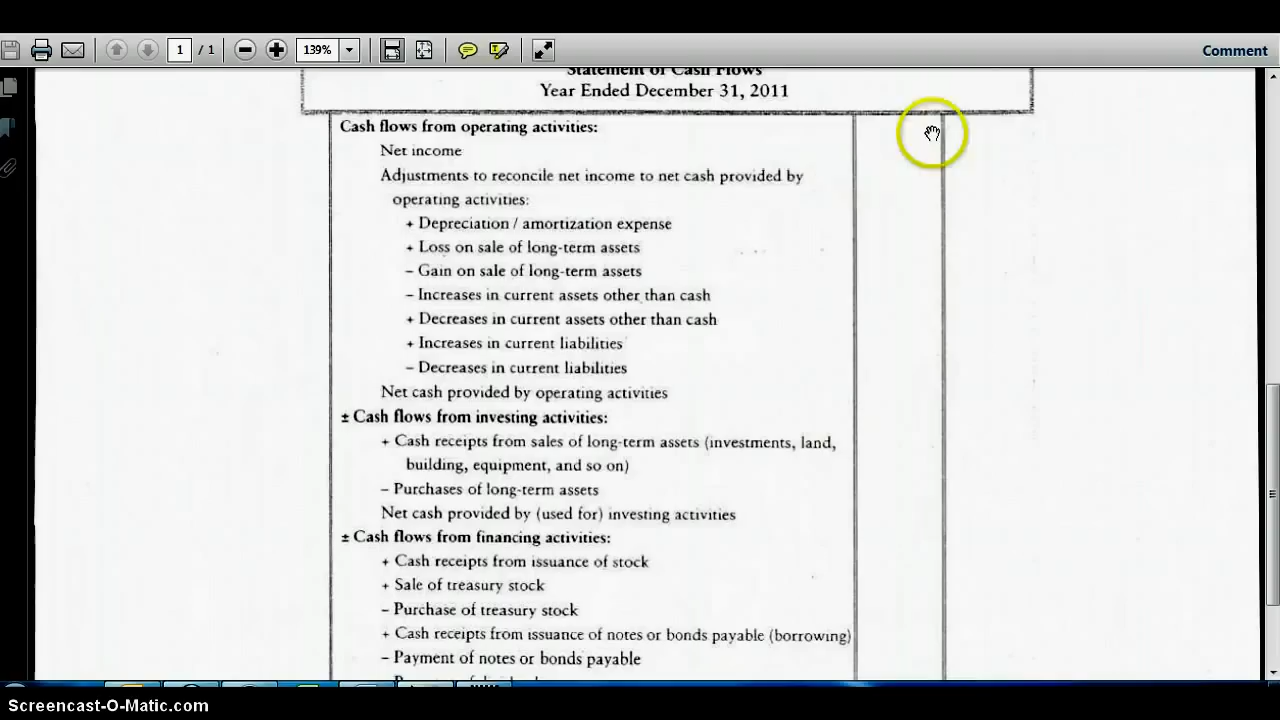 1 / 1 139% Comment
Statement of Cash Flows
Year Ended December 31, 2011
Cash flows from operating activities:
Net income
Adjustments to reconcile net income to net cash provided by
operating activities:
+ Depreciation / amortization expense
+ Loss on sale of long-term assets
– Gain on sale of long-term assets
– Increases in current assets other than cash
+ Decreases in current assets other than cash
+ Increases in current liabilities
– Decreases in current liabilities
Net cash provided by operating activities
± Cash flows from investing activities:
+ Cash receipts from sales of long-term assets (investments, land,
building, equipment, and so on)
– Purchases of long-term assets
Net cash provided by (used for) investing activities
± Cash flows from financing activities:
+ Cash receipts from issuance of stock
+ Sale of treasury stock
– Purchase of treasury stock
+ Cash receipts from issuance of notes or bonds payable (borrowing)
– Payment of notes or bonds payable
Screencast-O-Matic.com